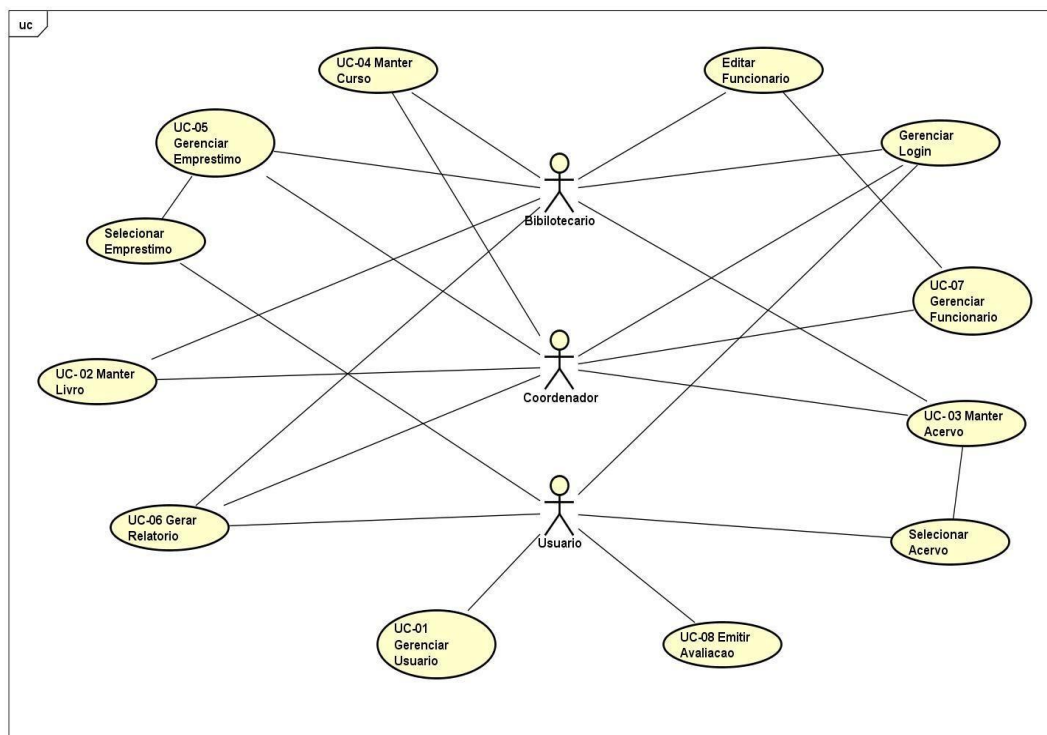 uc
UC-04 Manter
Curso
Editar
Funcionario
UC-05
Gerenciar
Emprestimo
Gerenciar
Login
Bibilotecario
Selecionar
Emprestimo
UC-07
Gerenciar
Funcionario
UC- 02 Manter
Livro
Coordenador
UC- 03 Manter
Acervo
UC-06 Gerar
Relatorio
Usuario
Selecionar
Acervo
UC-01
Gerenciar
Usuario
UC-08 Emitir
Avaliacao